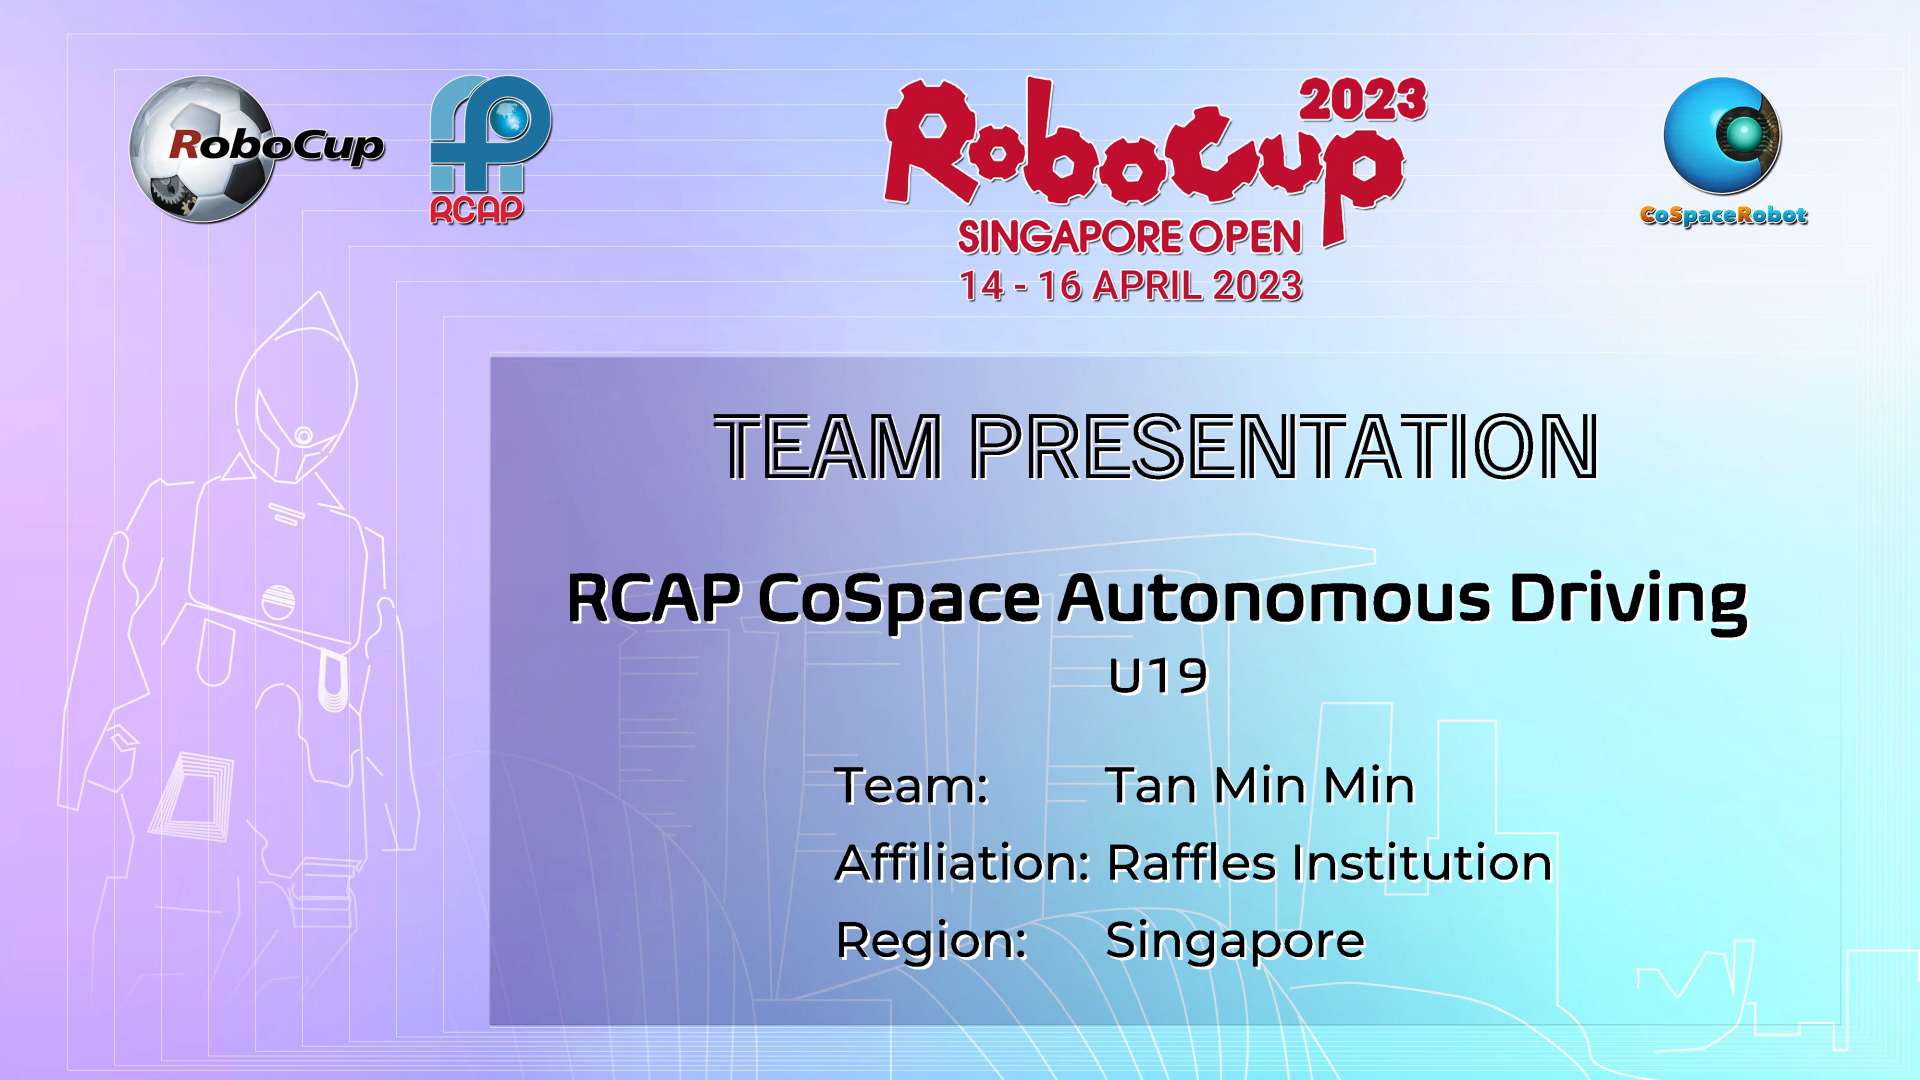 RoboCup
RCAP
RoboCup 2023
SINGAPORE OPEN
14 - 16 APRIL 2023
CoSpaceRobot
TEAM PRESENTATION
RCAP CoSpace Autonomous Driving
U19
Team: Tan Min Min
Affiliation: Raffles Institution
Region: Singapore